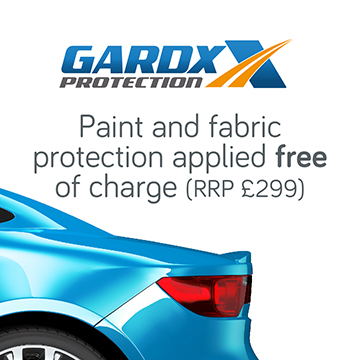 GARDX
PROTECTION
Paint and fabric
protection applied free
of charge (RRP £299)